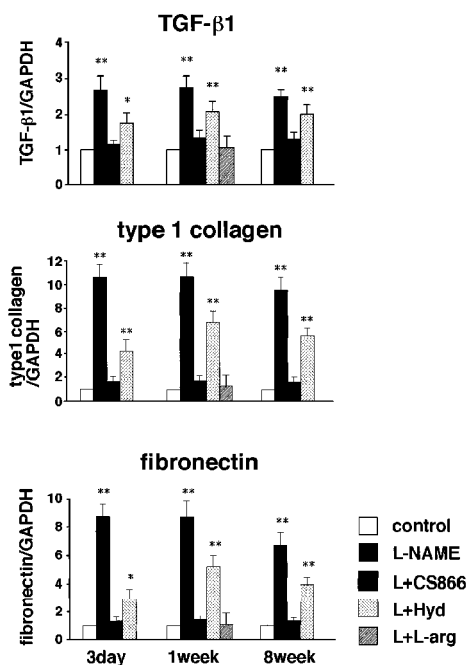 TGF-β1
TGF-β1/GAPDH
4
3
2
1
0
** * ** ** ** **
type 1 collagen
type1 collagen
/GAPDH
12
10
8
6
4
2
0
** ** ** ** ** **
fibronectin
fibronectin/GAPDH
10
8
6
4
2
0
** * ** ** ** **
3day 1week 8week
control
L-NAME
L+CS866
L+Hyd
L+L-arg